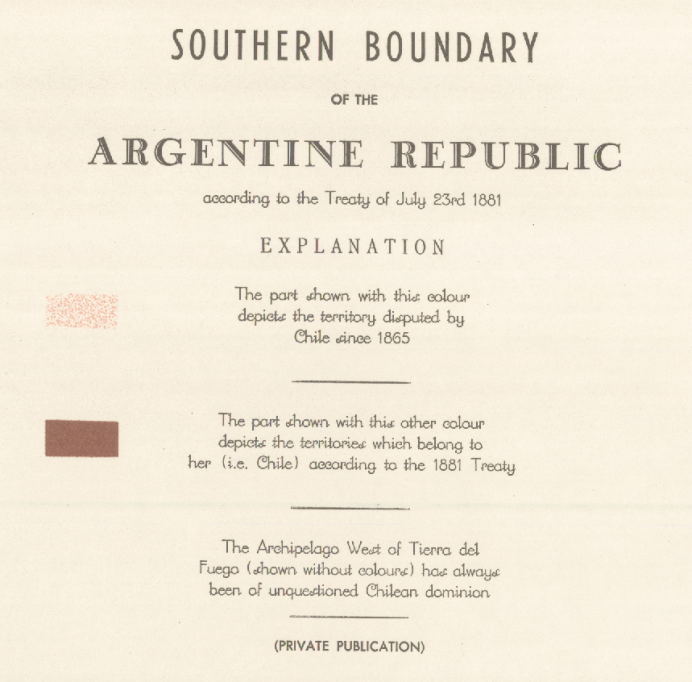 SOUTHERN BOUNDARY
OF THE
ARGENTINE REPUBLIC
according to the Treaty of July 23rd 1881
EXPLANATION
The part shown with this colour
depicts the territory disputed by
Chile since 1865
The part shown with this other colour
depicts the territories which belong to
her (i.e. Chile) according to the 1881 Treaty
The Archipelago West of Tierra del
Fuego (shown without colours) has always
been of unquestioned Chilean dominion
(PRIVATE PUBLICATION)